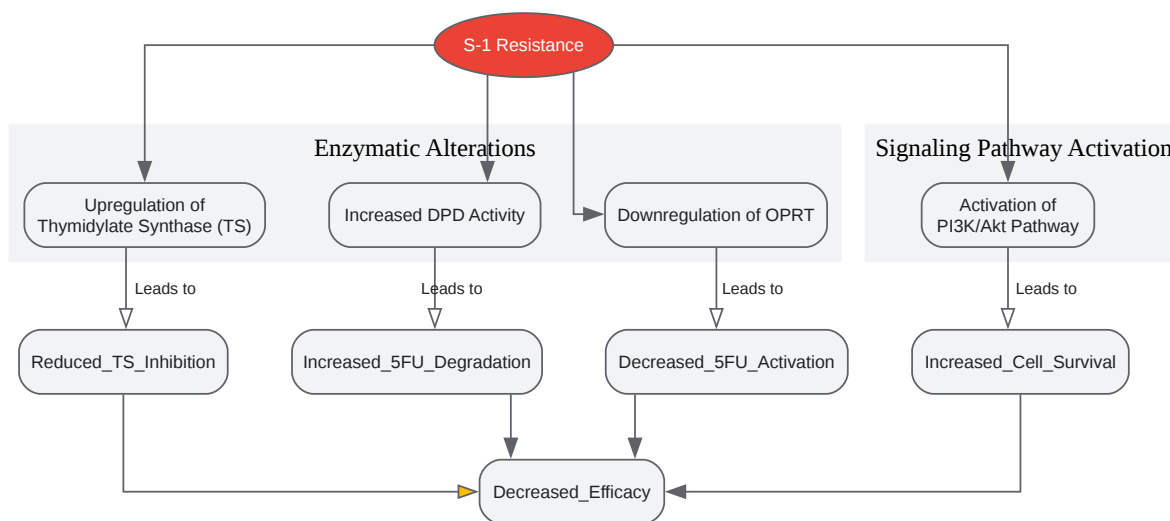 S-1 Resistance
Enzymatic Alterations
Signaling Pathway Activation
Upregulation of
Thymidylate Synthase (TS)
Increased DPD Activity
Downregulation of OPRT
Activation of
PI3K/Akt Pathway
Leads to
Leads to
Leads to
Leads to
Reduced_TS_Inhibition
Increased_5FU_Degradation
Decreased_5FU_Activation
Increased_Cell_Survival
Decreased_Efficacy